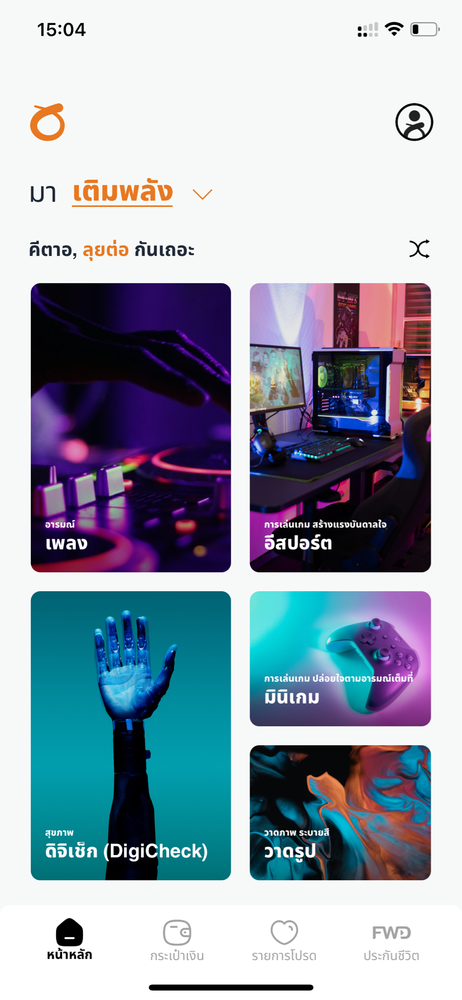 15:04
มา เติมพลัง
คีตาอ, ลุยต่อ กันเถอะ
อารมณ์
เพลง
การเล่นเกม สร้างแรงบันดาลใจ
อีสปอร์ต
สุขภาพ
ดิจิเช็ก (DigiCheck)
การเล่นเกม ปล่อยใจตามอารมณ์เต็มที่
มินิเกม
วาดภาพ ระบายสี
วาดรูป
หน้าหลัก
กระเป๋าเงิน
รายการโปรด
FWD
ประกันชีวิต